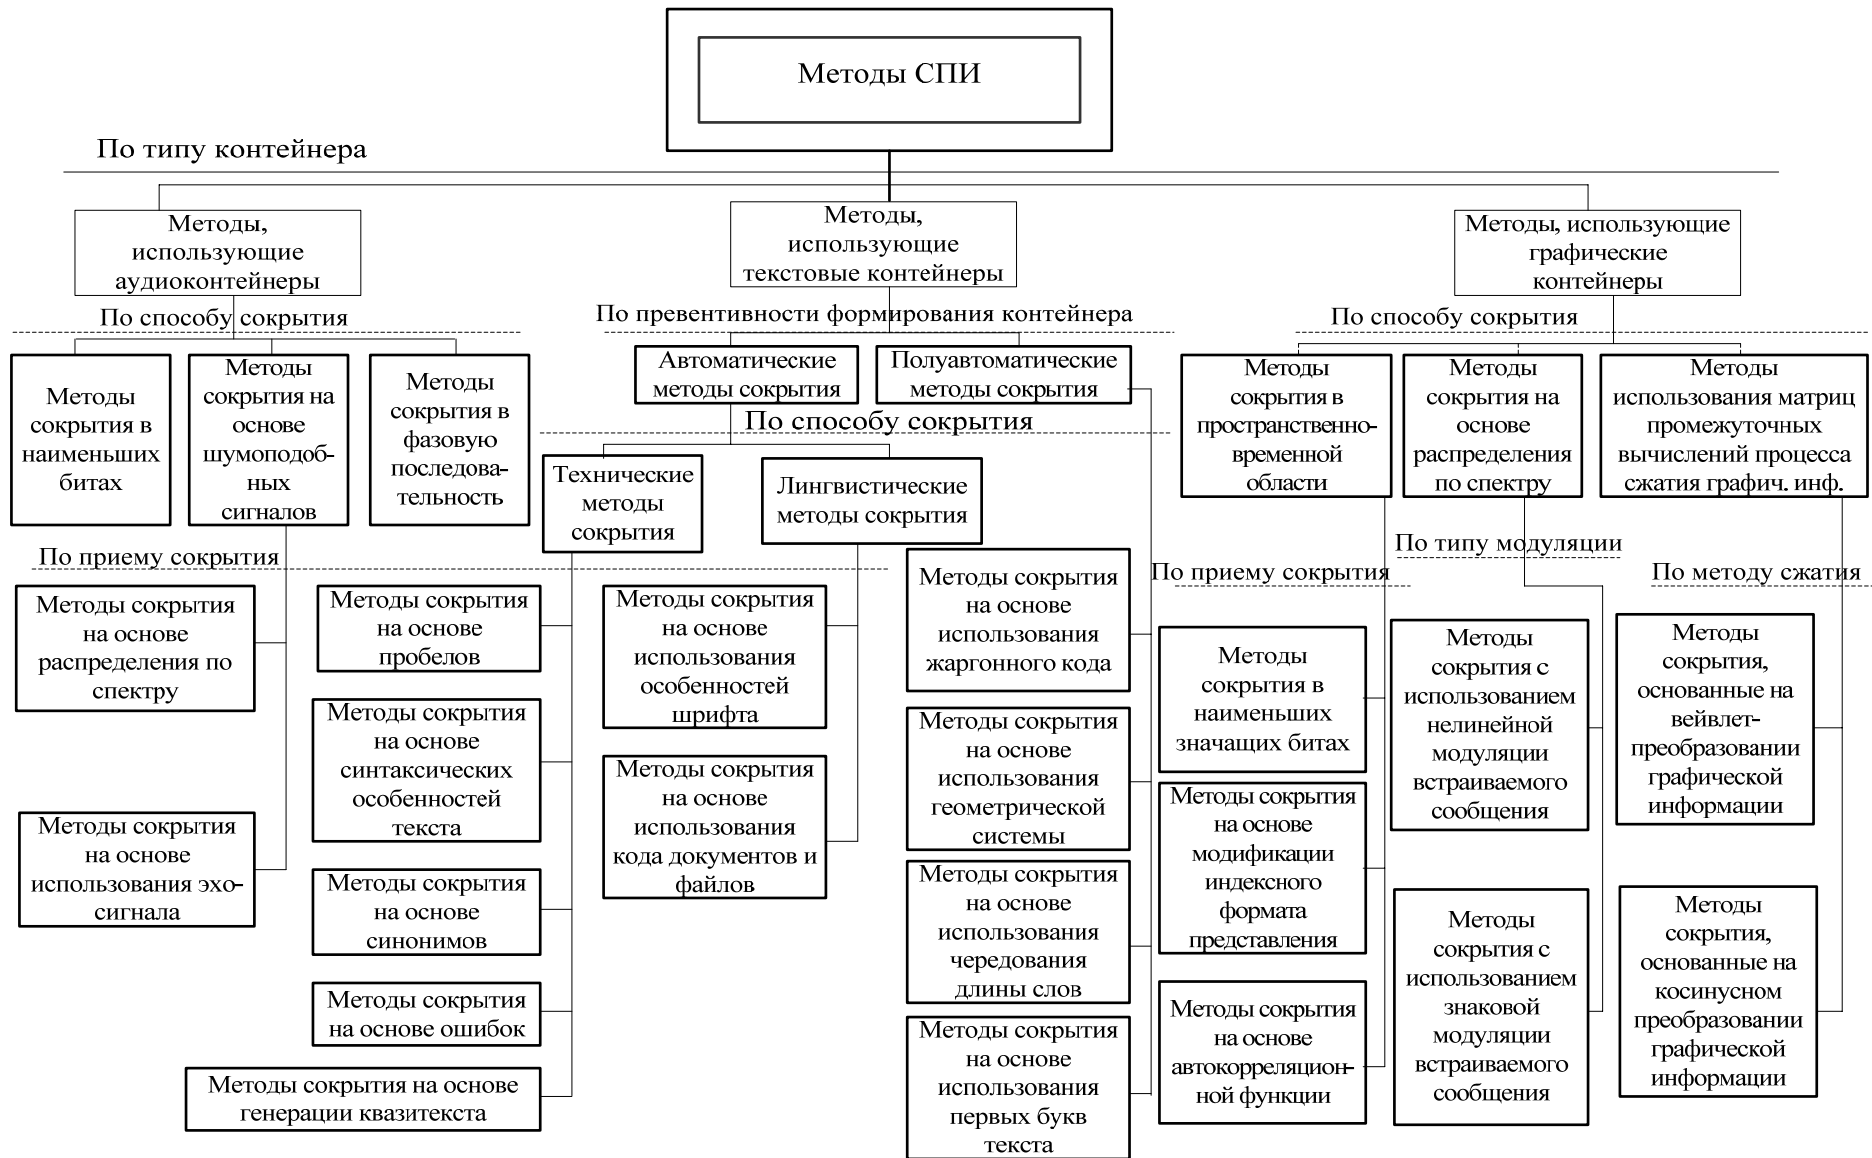 Методы СПИ
По типу контейнера
Методы,
использующие
аудиоконтейнеры
Методы,
использующие
текстовые контейнеры
Методы, использующие
графические
контейнеры
По способу сокрытия
По превентивности формирования контейнера
По способу сокрытия
Методы
сокрытия в
наименьших
битах
Методы
сокрытия на
основе
шумоподоб-
ных
сигналов
Методы
сокрытия в
фазовую
последова-
тельность
Автоматические
методы сокрытия
Полуавтоматические
методы сокрытия
По способу сокрытия
Технические
методы
сокрытия
Лингвистические
методы сокрытия
Методы
сокрытия в
пространственно-
временной
области
Методы
сокрытия на
основе
распределения
по спектру
Методы
использования матриц
промежуточных
вычислений процесса
сжатия графич. инф.
По приему сокрытия
По приему сокрытия
По типу модуляции
По методу сжатия
Методы сокрытия
на основе
распределения по
спектру
Методы сокрытия
на основе
использования эхо-
сигнала
Методы сокрытия
на основе
пробелов
Методы сокрытия
на основе
синтаксических
особенностей
текста
Методы сокрытия
на основе
синонимов
Методы сокрытия
на основе ошибок
Методы сокрытия на основе
генерации квазитекста
Методы сокрытия
на основе
использования
особенностей
шрифта
Методы сокрытия
на основе
использования
кода документов и
файлов
Методы сокрытия
на основе
использования
жаргонного кода
Методы сокрытия
на основе
использования
геометрической
системы
Методы сокрытия
на основе
использования
чередования
длины слов
Методы сокрытия
на основе
использования
первых букв
текста
Методы
сокрытия в
наименьших
значащих битах
Методы сокрытия
на основе
модификации
индексного
формата
представления
Методы сокрытия
на основе
автокорреляцион-
ной функции
Методы
сокрытия с
использованием
нелинейной
модуляции
встраиваемого
сообщения
Методы
сокрытия с
использованием
знаковой
модуляции
встраиваемого
сообщения
Методы
сокрытия,
основанные на
вейвлет-
преобразовании
графической
информации
Методы
сокрытия,
основанные на
косинусном
преобразовании
графической
информации